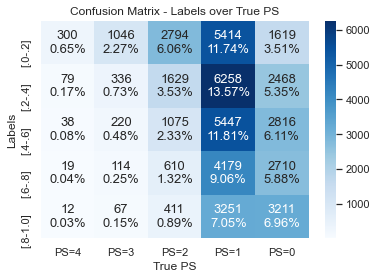 Confusion Matrix - Labels over True PS
[0-.2]
300 1046 2794 5414 1619
0.65% 2.27% 6.06% 11.74% 3.51%
[.2-.4]
79 336 1629 6258 2468
0.17% 0.73% 3.53% 13.57% 5.35%
[.4-.6]
38 220 1075 5447 2816
0.08% 0.48% 2.33% 11.81% 6.11%
[.6-.8]
19 114 610 4179 2710
0.04% 0.25% 1.32% 9.06% 5.88%
[.8-1.0]
12 67 411 3251 3211
0.03% 0.15% 0.89% 7.05% 6.96%
Labels
PS=4 PS=3 PS=2 PS=1 PS=0
True PS
6000
5000
4000
3000
2000
1000